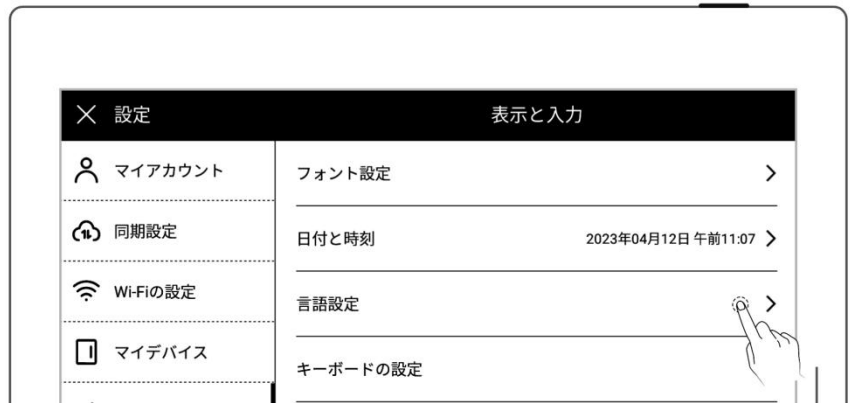 設定
表示と入力
マイアカウント
同期設定
Wi-Fiの設定
マイデバイス
フォント設定
日付と時刻 2023年04月12日 午前11:07
言語設定
キーボードの設定